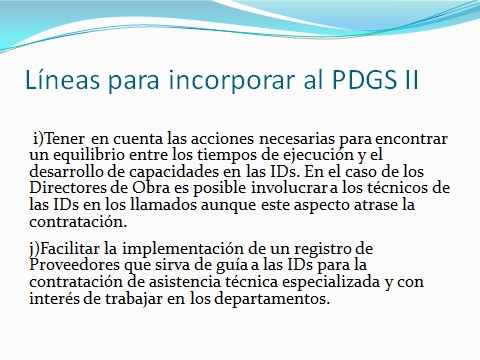 Líneas para incorporar al PDGS II
i)Tener en cuenta las acciones necesarias para encontrar
un equilibrio entre los tiempos de ejecución y el
desarrollo de capacidades en las IDs. En el caso de los
Directores de Obra es posible involucrar a los técnicos de
las IDs en los llamados aunque este aspecto atrase la
contratación.
j)Facilitar la implementación de un registro de
Proveedores que sirva de guía a las IDs para la
contratación de asistencia técnica especializada y con
interés de trabajar en los departamentos.